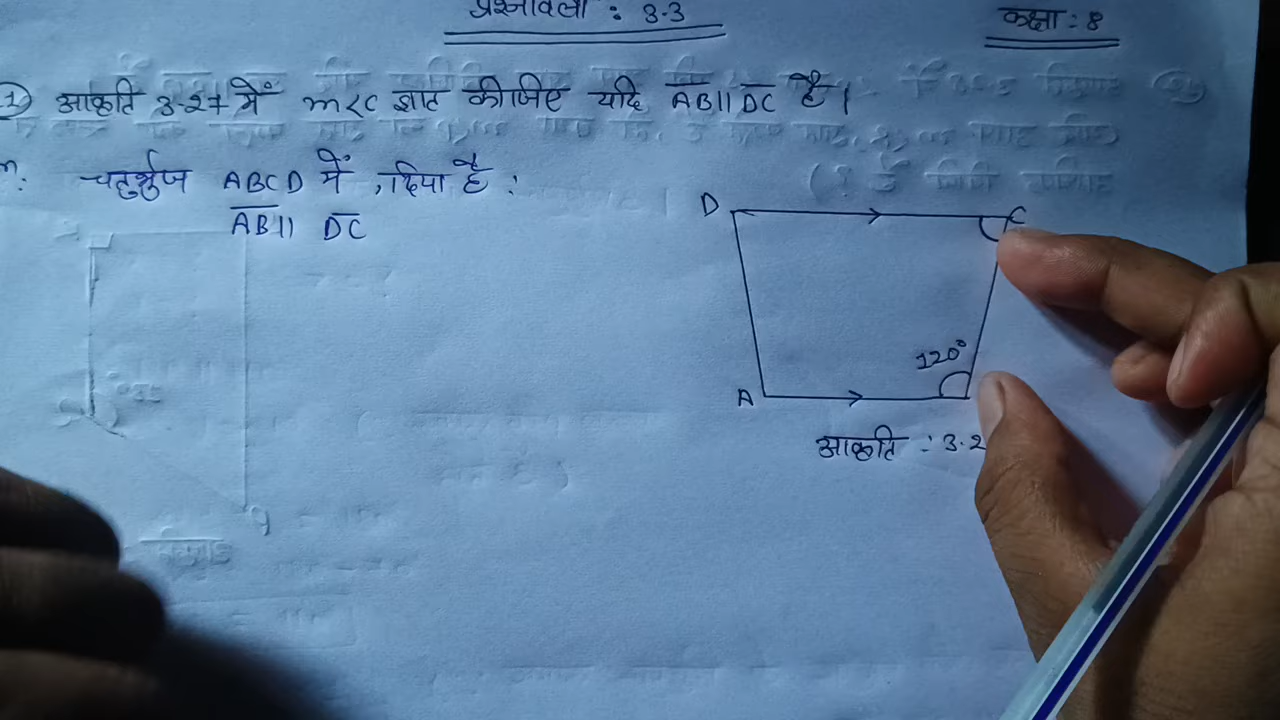 प्रश्नावली : 3.3
कक्षा : 8
1 आकृति 3.27 में m<C ज्ञात कीजिए यदि AB || DC है।
चतुर्भुज ABCD में , दिया है :
AB || DC
D
C
120°
A
आकृति : 3.2